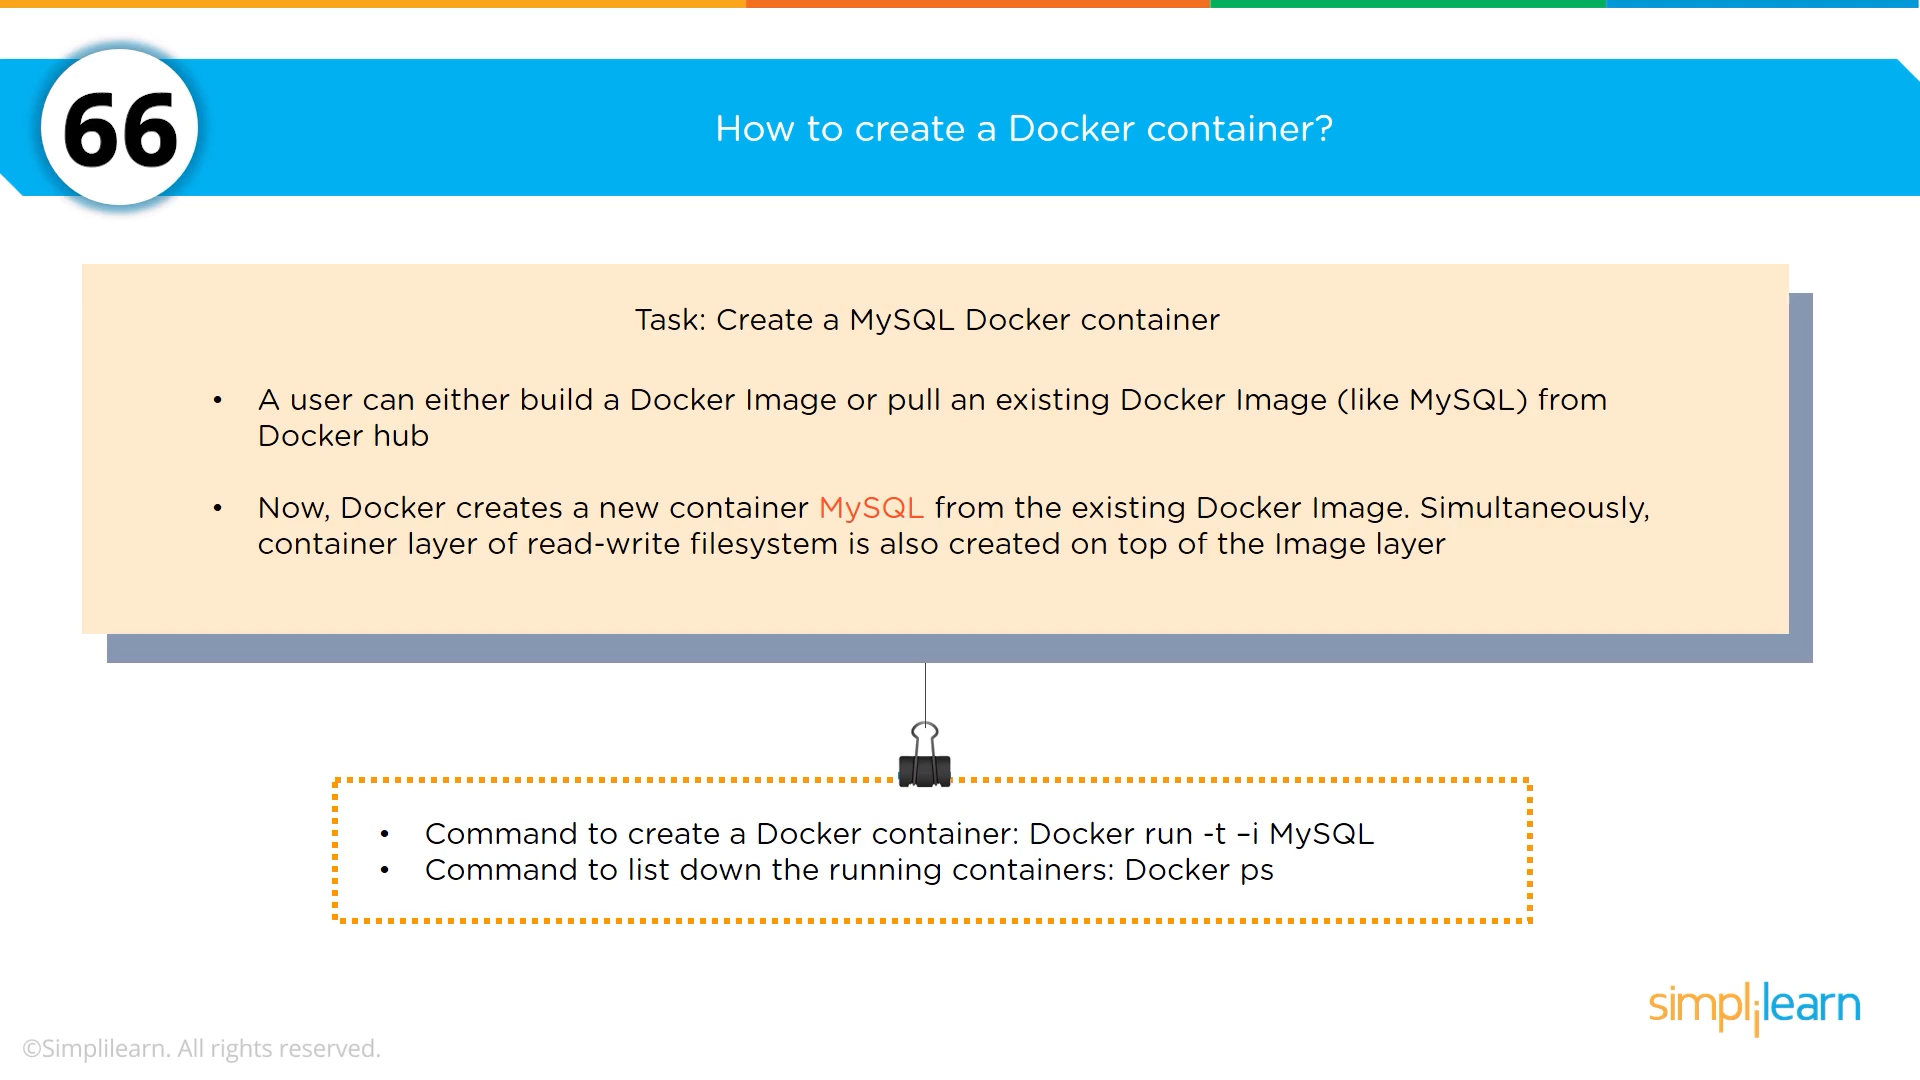 66
How to create a Docker container?
Task: Create a MySQL Docker container
• A user can either build a Docker Image or pull an existing Docker Image (like MySQL) from
Docker hub
• Now, Docker creates a new container MySQL from the existing Docker Image. Simultaneously,
container layer of read-write filesystem is also created on top of the Image layer
• Command to create a Docker container: Docker run -t –i MySQL
• Command to list down the running containers: Docker ps
simplilearn
©Simplilearn. All rights reserved.